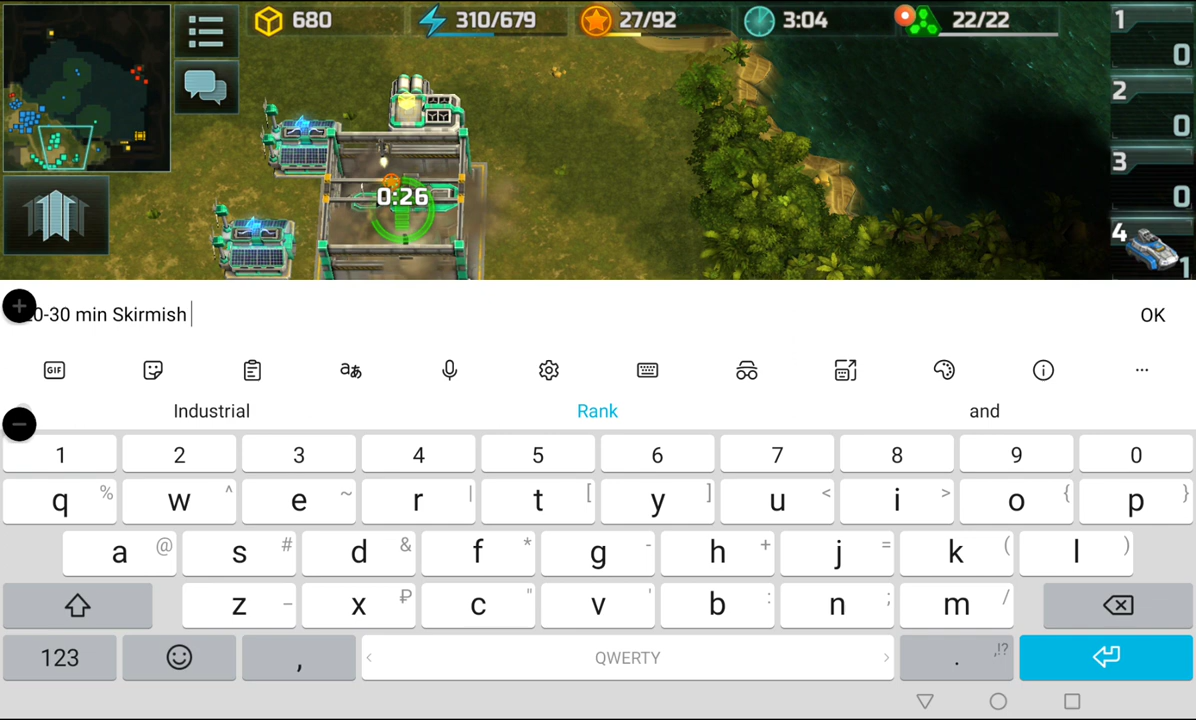 680
310/679
27/92
3:04
22/22
1
0
2
0
3
0
4
1
0:26
0-30 min Skirmish
OK
GIF
Industrial
Rank
and
1 2 3 4 5 6 7 8 9 0
q % w ^ e ~ r | t [ y ] u < i > o { p }
a @ s # d & f * g - h + j = k ( l )
z _ x ₽ c " v ' b : n ; m /
123 , < QWERTY > . ,!?